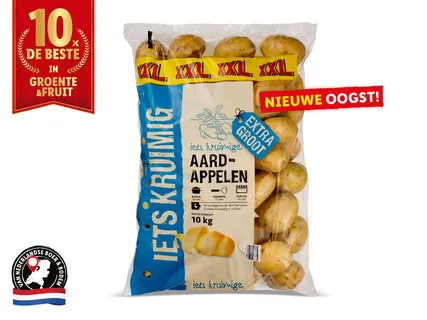 10x
DE BESTE
IN
GROENTE
&FRUIT
XXL XXL XXL XXL
NIEUWE OOGST!
EXTRA
GROOT
IETS KRUIMIG
iets kruimige
AARD-
APPELEN
10 kg
iets kruimige
VAN NEDERLANDSE BOER & BODEM